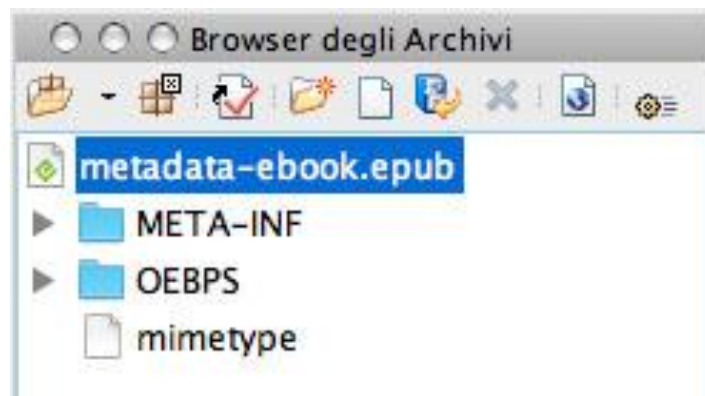 Browser degli Archivi
metadata-ebook.epub
META-INF
OEBPS
mimetype